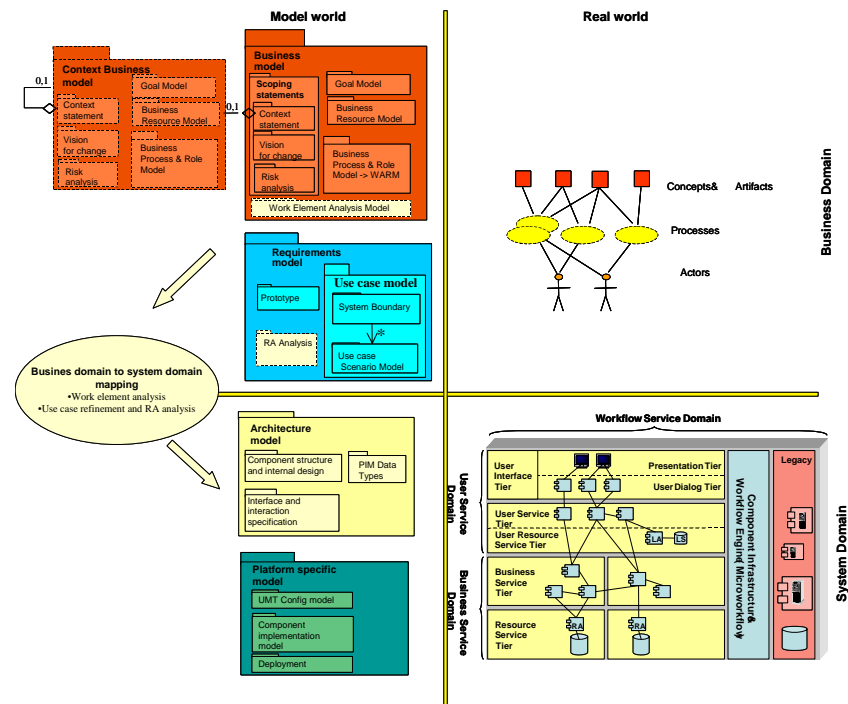 Model world
Real world
Context Business
model
0,1
Goal Model
Context
statement
Business
Resource Model
Vision
for change
Business
Process & Role
Model
Risk
analysis
0,1
Business
model
Scoping
statements
Goal Model
Context
statement
Business
Resource Model
Vision
for change
Business
Process & Role
Model -> WARM
Risk
analysis
Work Element Analysis Model
Concepts& Artifacts
Processes
Actors
Business Domain
Requirements
model
Use case model
Prototype
System Boundary
*
RA Analysis
Use case
Scenario Model
Busines domain to system domain
mapping
•Work element analysis
•Use case refinement and RA analysis
Architecture
model
Component structure
and internal design
PIM Data
Types
Interface and
interaction
specification
Platform specific
model
UMT Config model
Component
implementation
model
Deployment
Workflow Service Domain
User Service
Domain
Business Service
Domain
User
Interface
Tier
Presentation Tier
User Dialog Tier
User Service
Tier
User Resource
Service Tier
LA
LS
Business
Service
Tier
Resource
Service
Tier
RA
RA
Component Infrastructur&
Workflow Engine(Microworkflow)
Legacy
System Domain